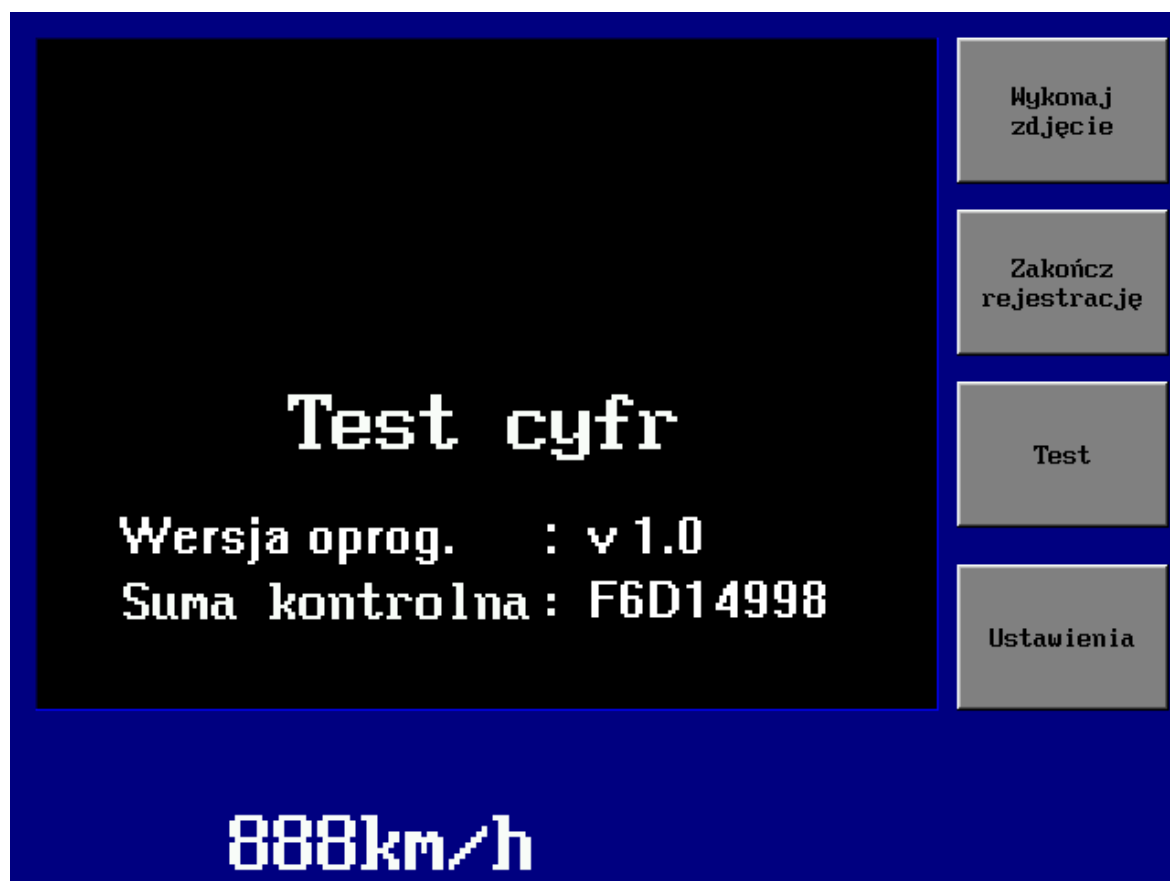 Wykonaj
zdjęcie
Zakończ
rejestrację
Test cyfr
Test
Wersja oprog. : v 1.0
Suma kontrolna : F6D14998
Ustawienia
888km/h